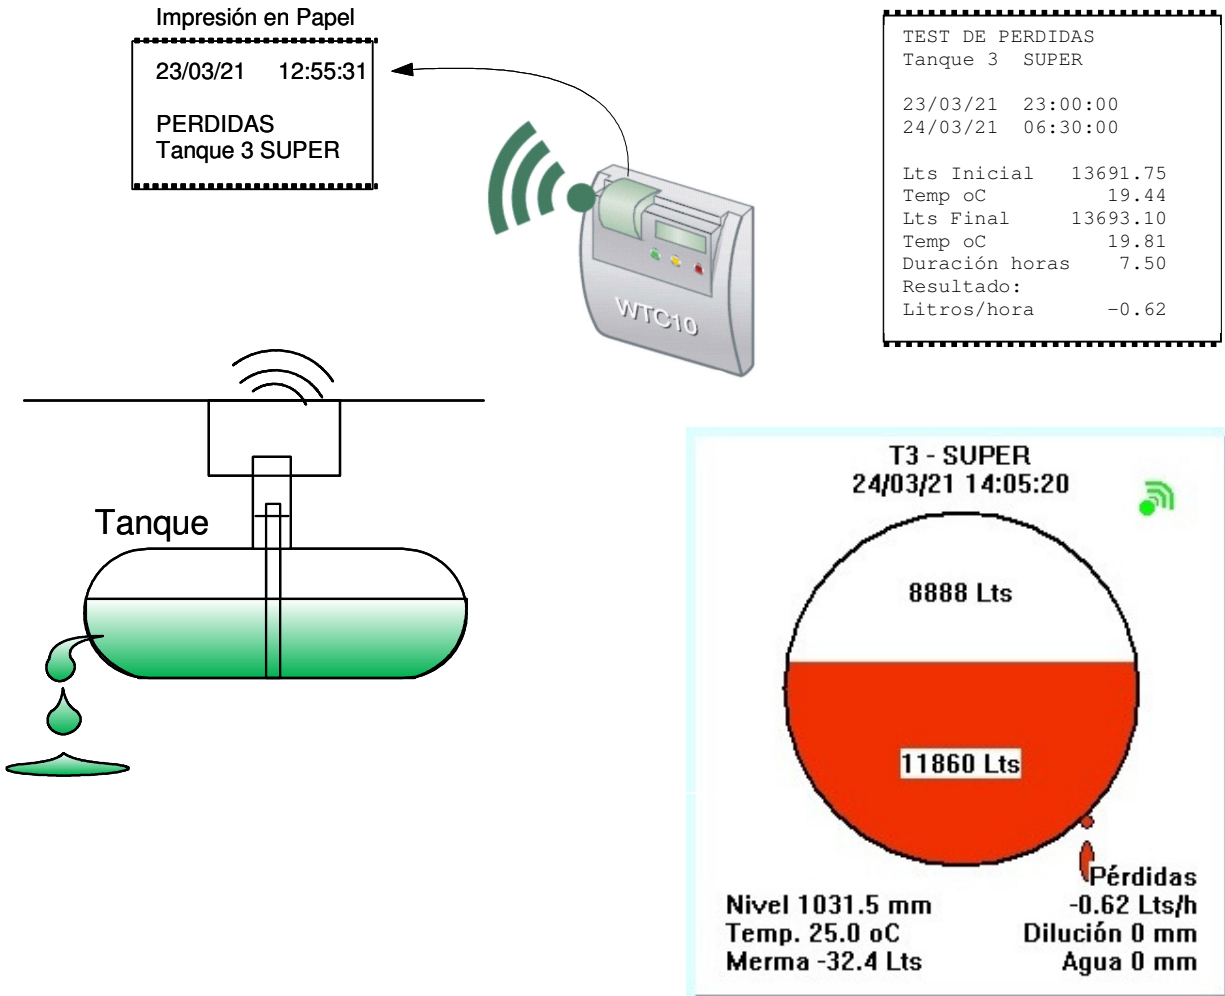 Impresión en Papel
23/03/21 12:55:31
PERDIDAS
Tanque 3 SUPER
WTC10
TEST DE PERDIDAS
Tanque 3 SUPER
23/03/21 23:00:00
24/03/21 06:30:00
Lts Inicial 13691.75
Temp oC 19.44
Lts Final 13693.10
Temp oC 19.81
Duración horas 7.50
Resultado:
Litros/hora -0.62
Tanque
T3 - SUPER
24/03/21 14:05:20
8888 Lts
11860 Lts
Pérdidas
Nivel 1031.5 mm -0.62 Lts/h
Temp. 25.0 oC Dilución 0 mm
Merma -32.4 Lts Agua 0 mm